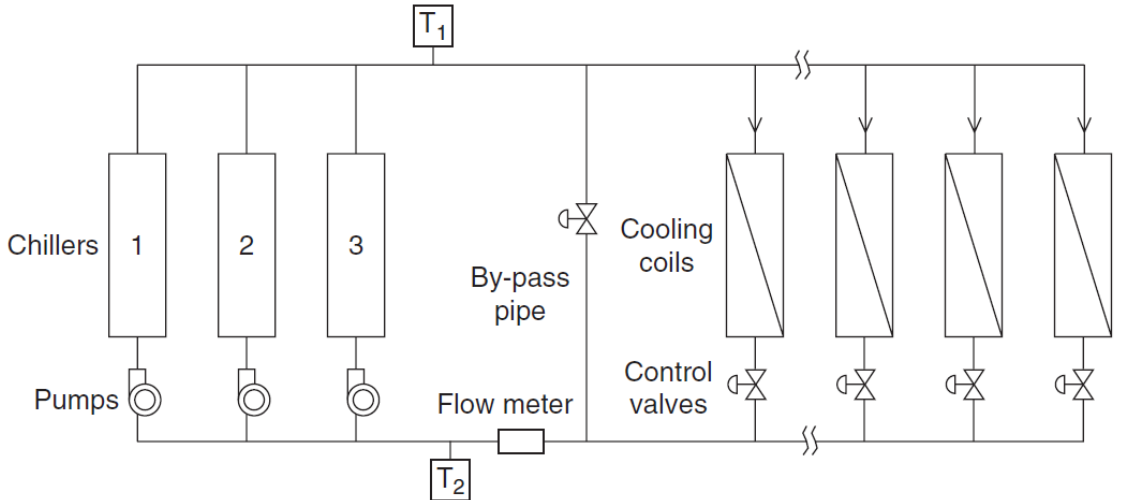 T1
Chillers
1
2
3
By-pass
pipe
Cooling
coils
Pumps
Flow meter
Control
valves
T2